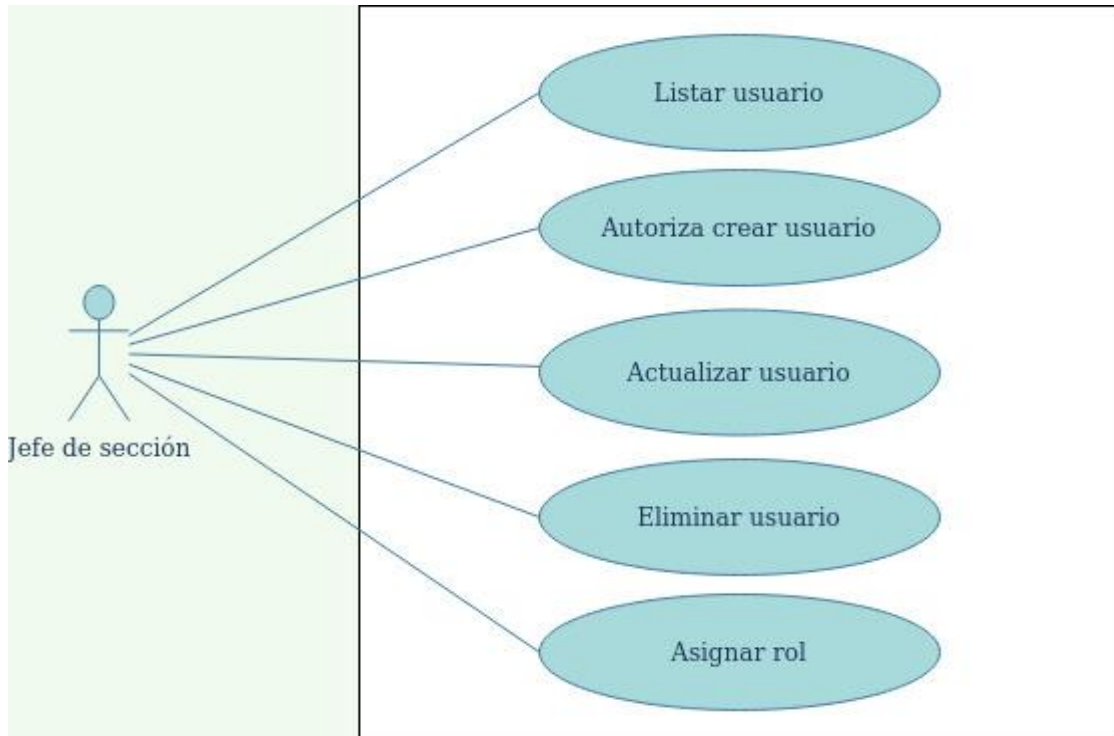 Listar usuario
Autoriza crear usuario
Actualizar usuario
Jefe de sección
Eliminar usuario
Asignar rol